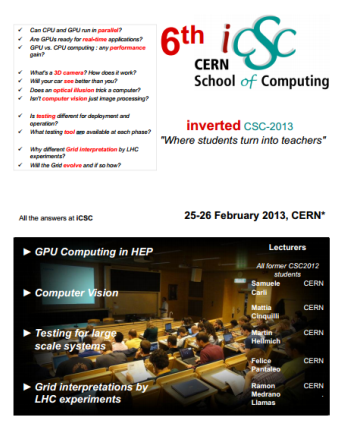 ✓ Can CPU and GPU run in parallel?
✓ Are GPUs ready for real-time applications?
✓ GPU vs. CPU computing : any performance
gain?
✓ What's a 3D camera? How does it work?
✓ Will your car see better than you?
✓ Does an optical illusion trick a computer?
✓ Isn't computer vision just image processing?
✓ Is testing different for deployment and
operation?
✓ What testing tool are available at each phase?
✓ Why different Grid Interpretation by LHC
experiments?
✓ Will the Grid evolve and if so how?
6th iCSC
CERN
School of Computing
inverted CSC-2013
"Where students turn into teachers"
All the answers at iCSC
25-26 February 2013, CERN*
► GPU Computing in HEP
► Computer Vision
► Testing for large
scale systems
► Grid interpretations by
LHC experiments
Lecturers
All former CSC2012
students
Samuele
Carli
CERN
Mattia
Cinquilli
CERN
Martin
Hellmich
CERN
Felice
Pantaleo
CERN
Ramon
Medrano
Llamas
CERN